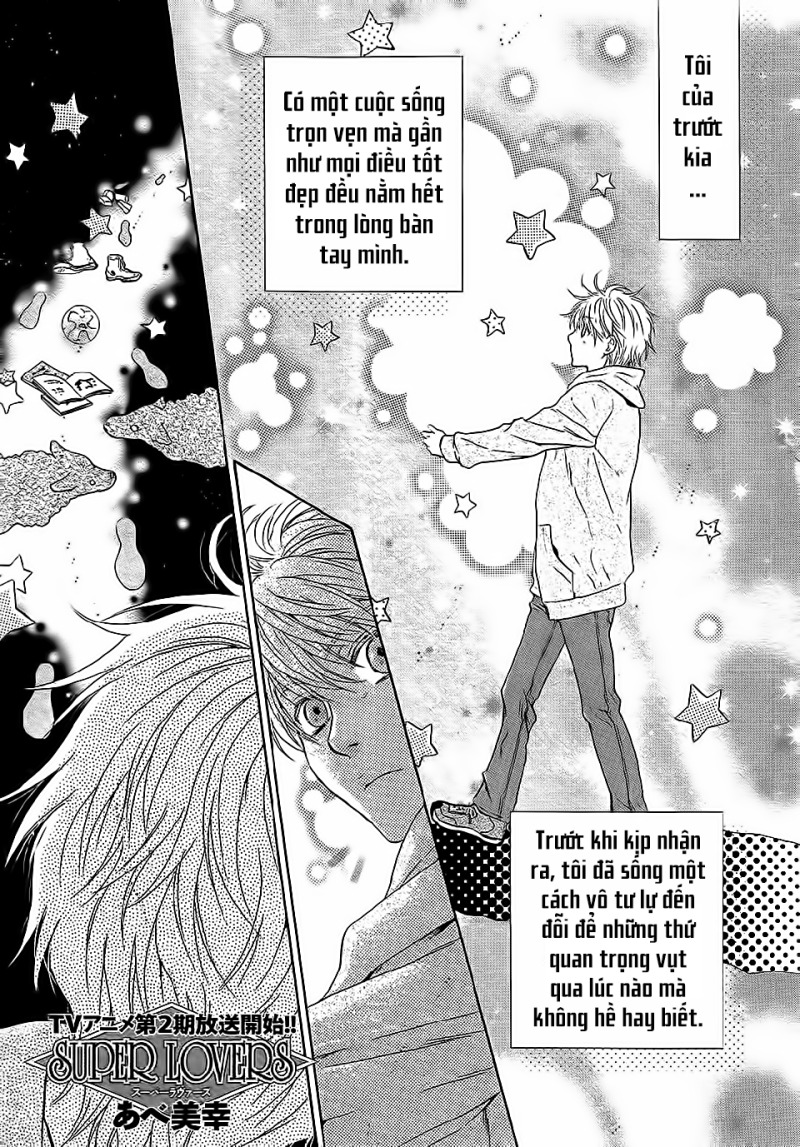 Tôi
của
trước
kia
...
Có một cuộc sống
trọn vẹn mà gần
như mọi điều tốt
đẹp đều nằm hết
trong lòng bàn
tay mình.
Trước khi kịp nhận
ra, tôi đã sống một
cách vô tư lự đến
đỗi để những thứ
quan trọng vụt
qua lúc nào mà
không hề hay biết.
TVアニメ第2期放送開始!!
SUPER LOVERS
スーパーラヴァーズ
あべ美幸